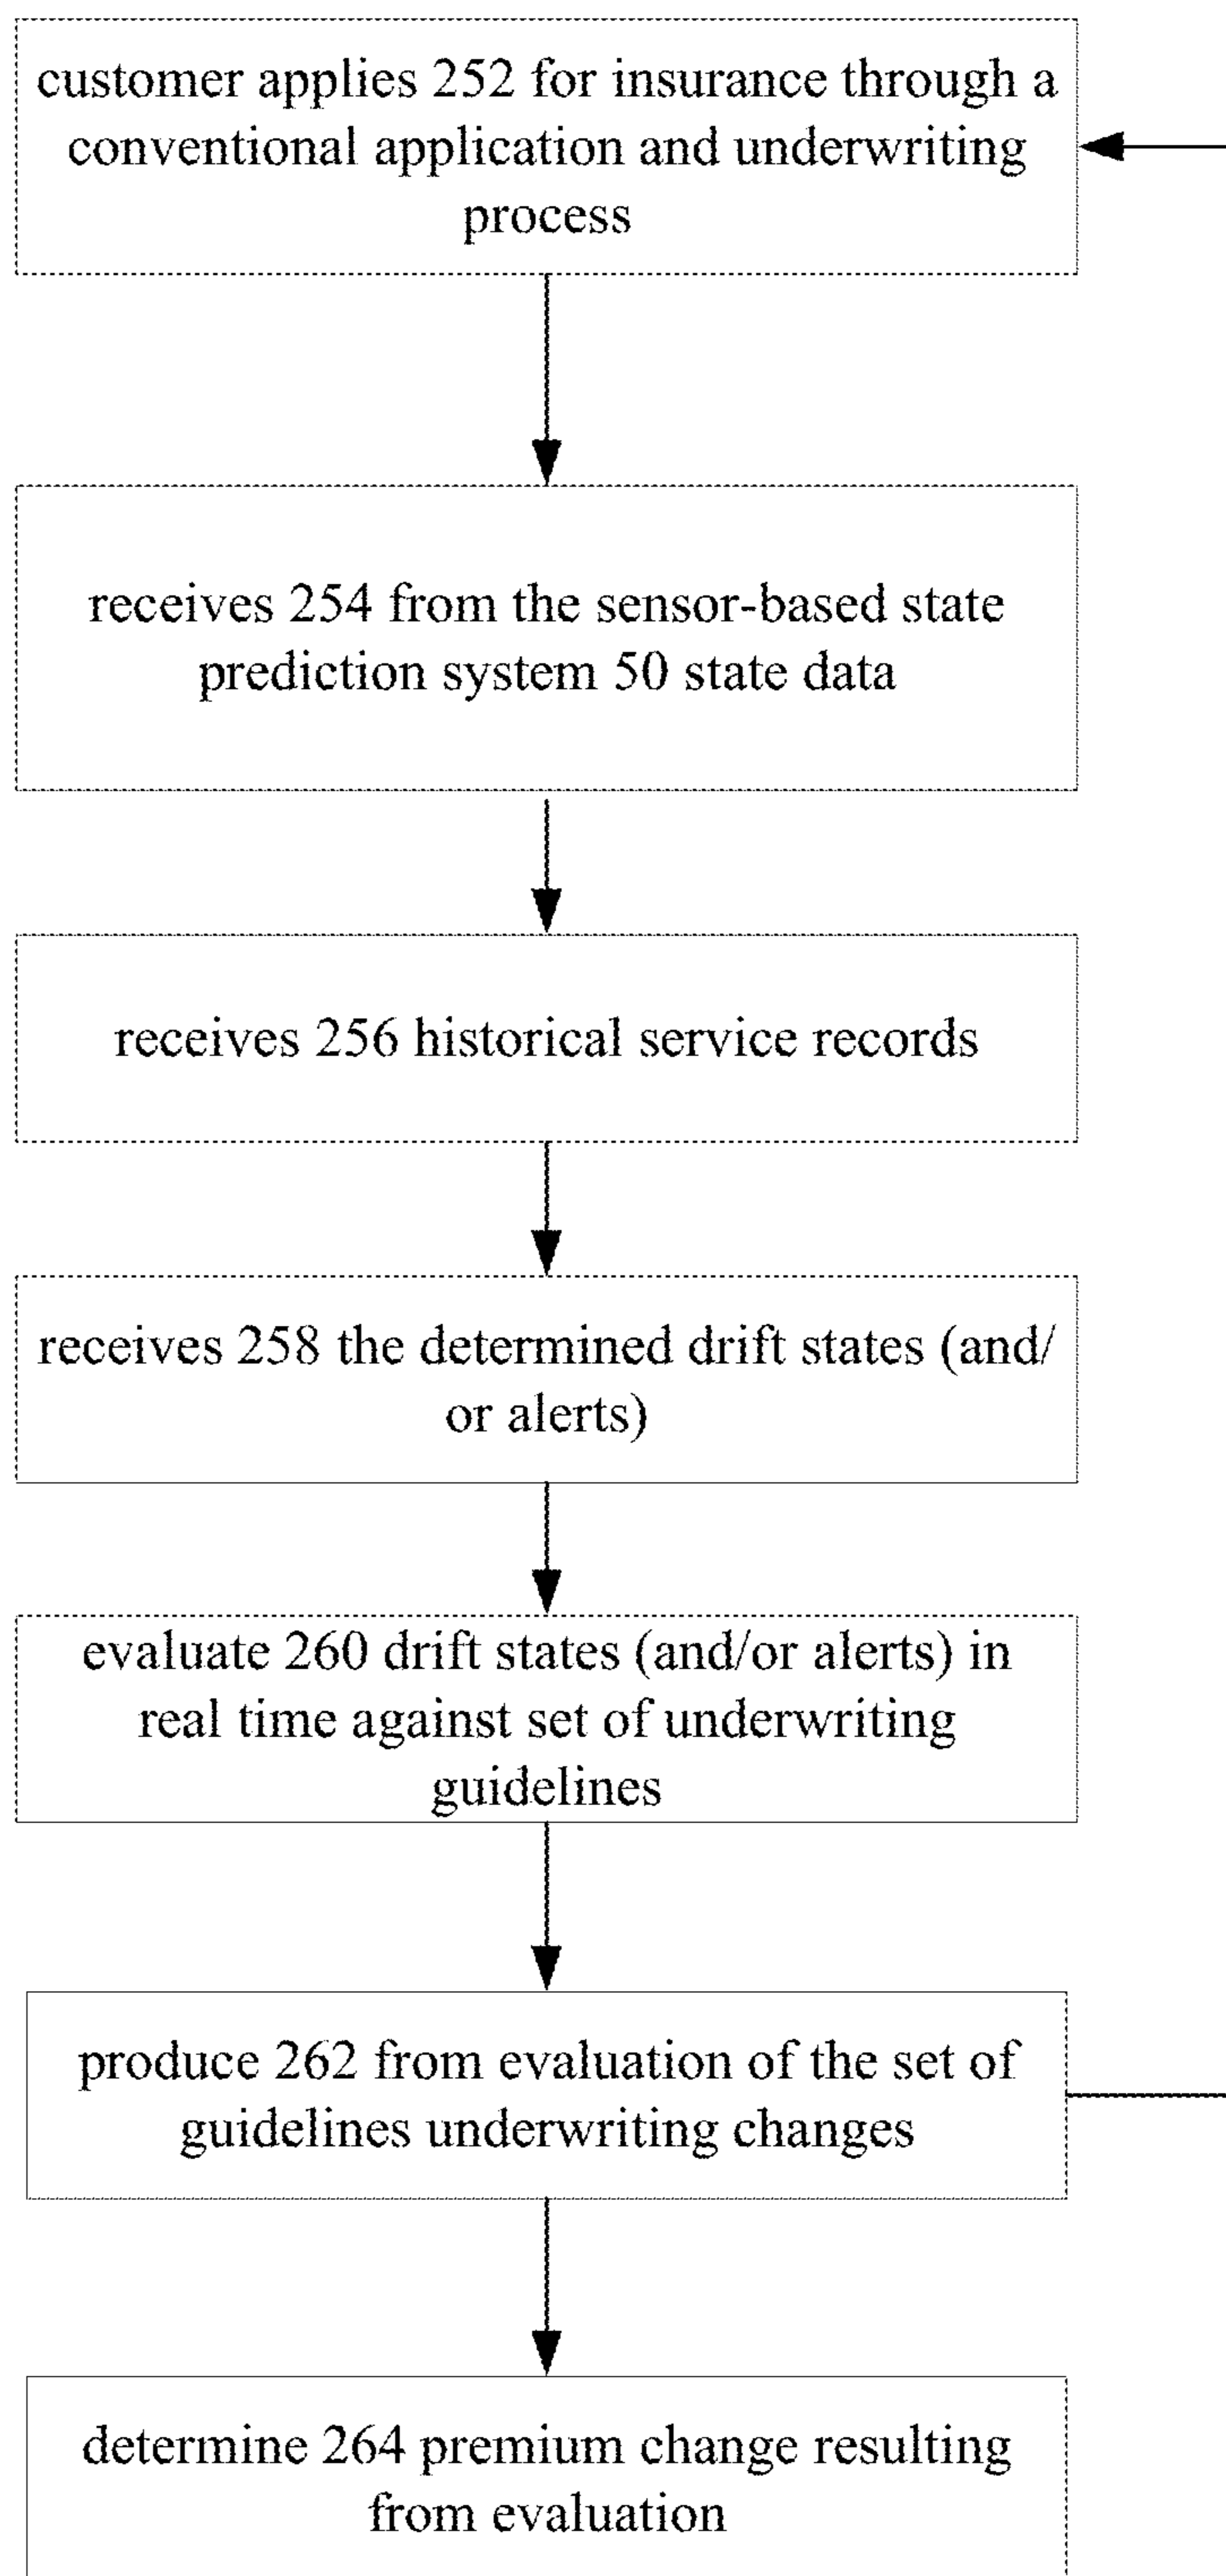 customer applies 252 for insurance through a
conventional application and underwriting
process
receives 254 from the sensor-based state
prediction system 50 state data
receives 256 historical service records
receives 258 the determined drift states (and/
or alerts)
evaluate 260 drift states (and/or alerts) in
real time against set of underwriting
guidelines
produce 262 from evaluation of the set of
guidelines underwriting changes
determine 264 premium change resulting
from evaluation